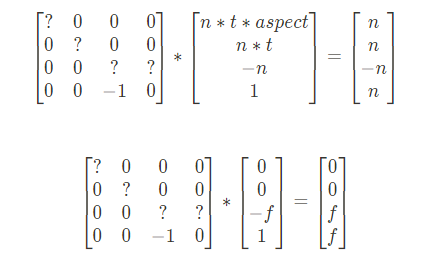 [? 0 0 0] [n * t * aspect] [n]
[0 ? 0 0] [n * t] [n]
[0 0 ? ?] * [−n] = [−n]
[0 0 −1 0] [1] [n]
[? 0 0 0] [0] [0]
[0 ? 0 0] [0] [0]
[0 0 ? ?] * [−f] = [f]
[0 0 −1 0] [1] [f]